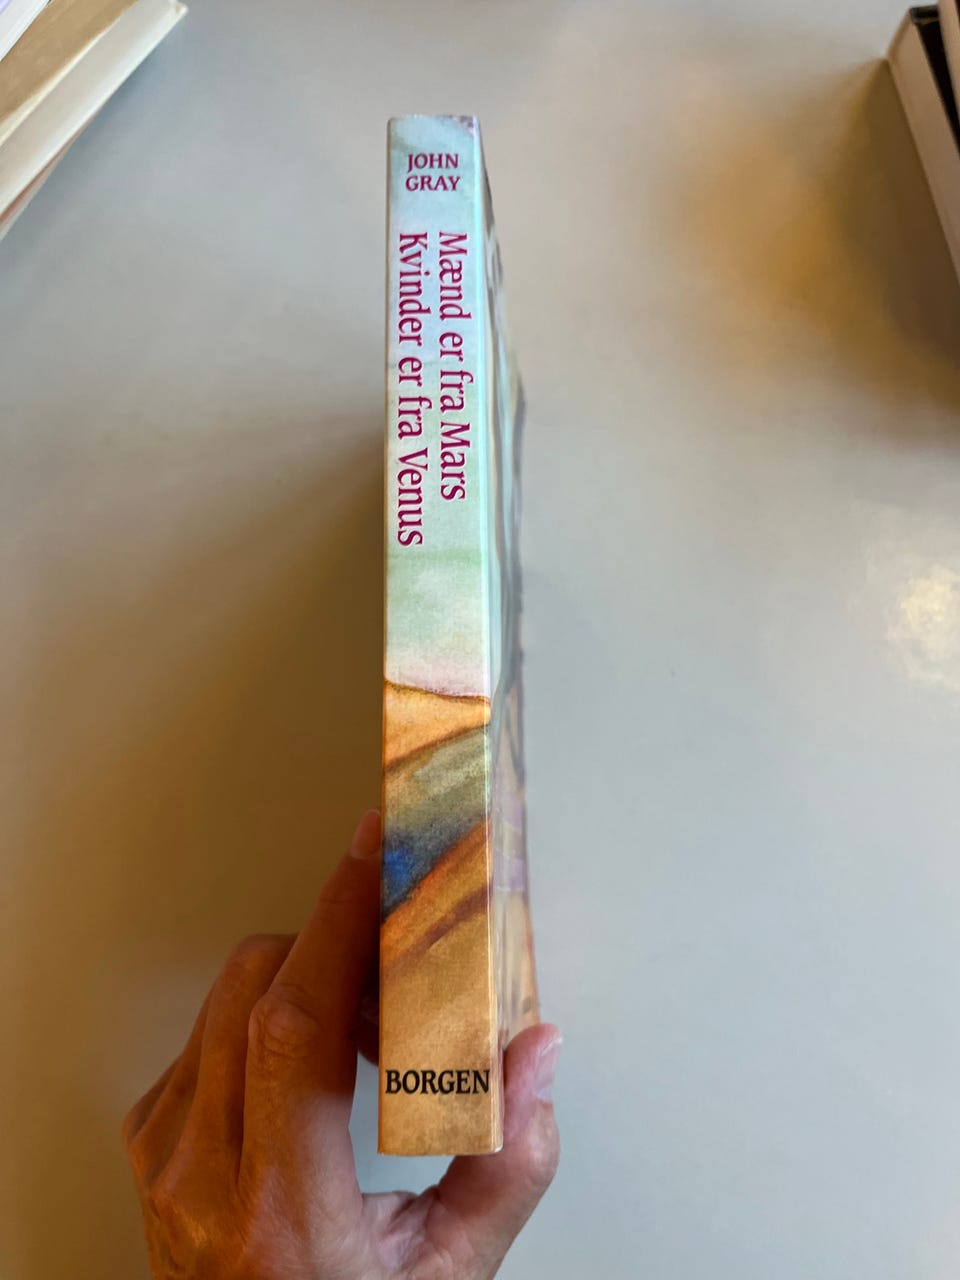 JOHN
GRAY
Mænd er fra Mars
Kvinder er fra Venus
BORGEN